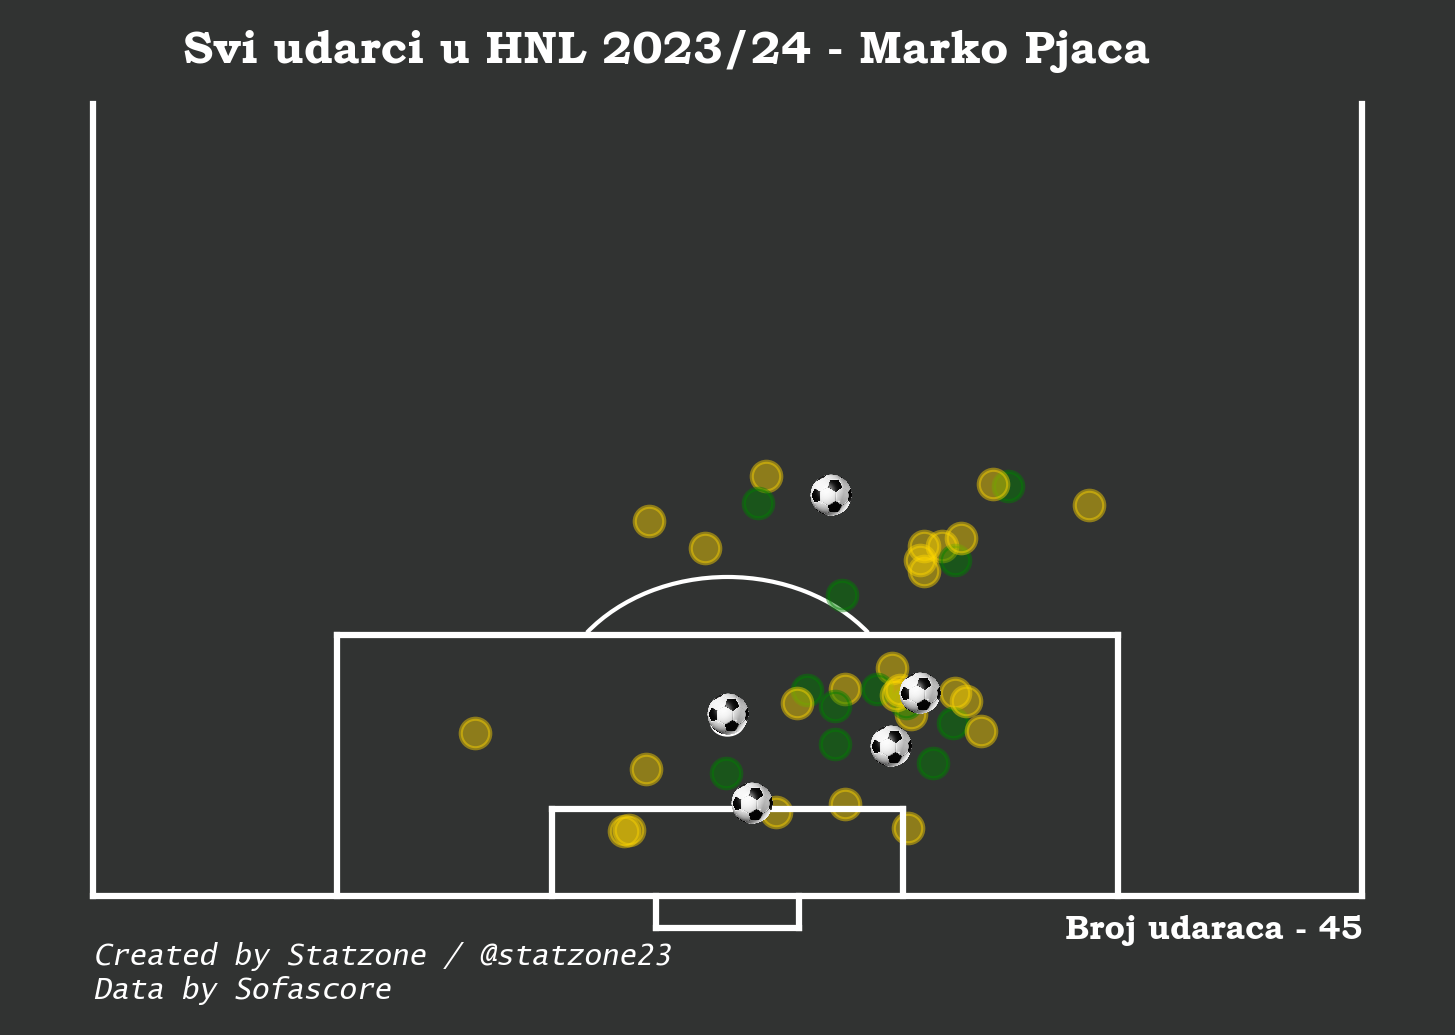 Svi udarci u HNL 2023/24 - Marko Pjaca
Broj udaraca - 45
Created by Statzone / @statzone23
Data by Sofascore